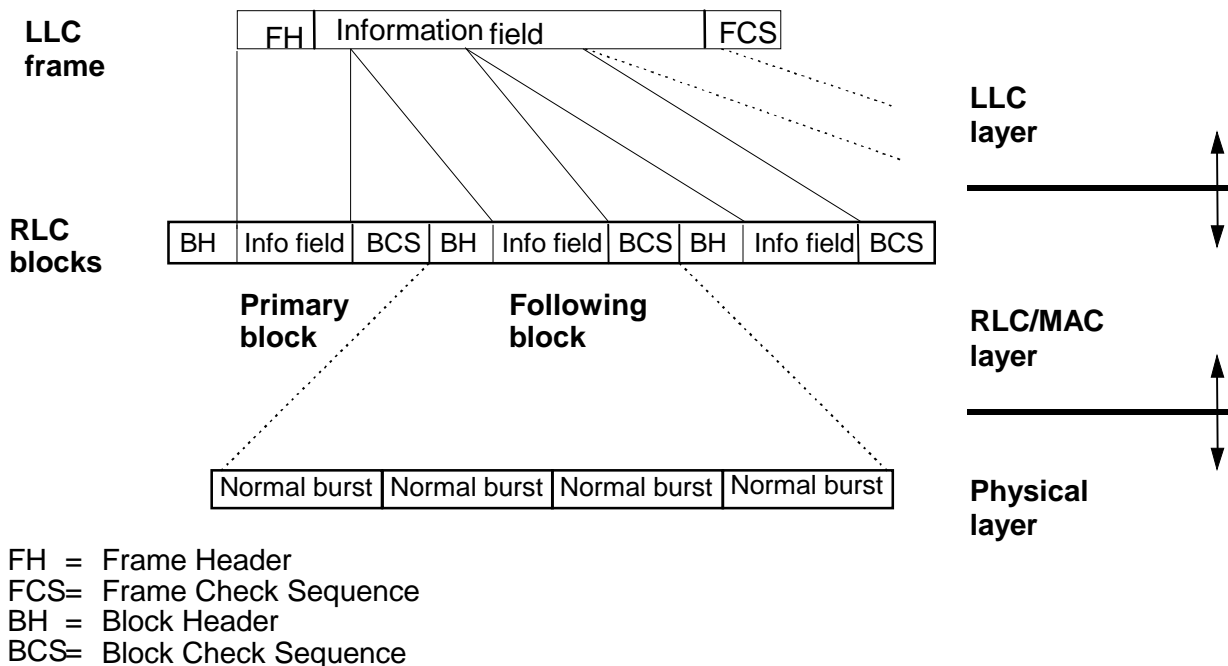 LLC
frame
FH Information field FCS
LLC
layer
RLC
blocks
BH Info field BCS BH Info field BCS BH Info field BCS
Primary
block
Following
block
RLC/MAC
layer
Normal burst Normal burst Normal burst Normal burst
Physical
layer
FH = Frame Header
FCS= Frame Check Sequence
BH = Block Header
BCS= Block Check Sequence